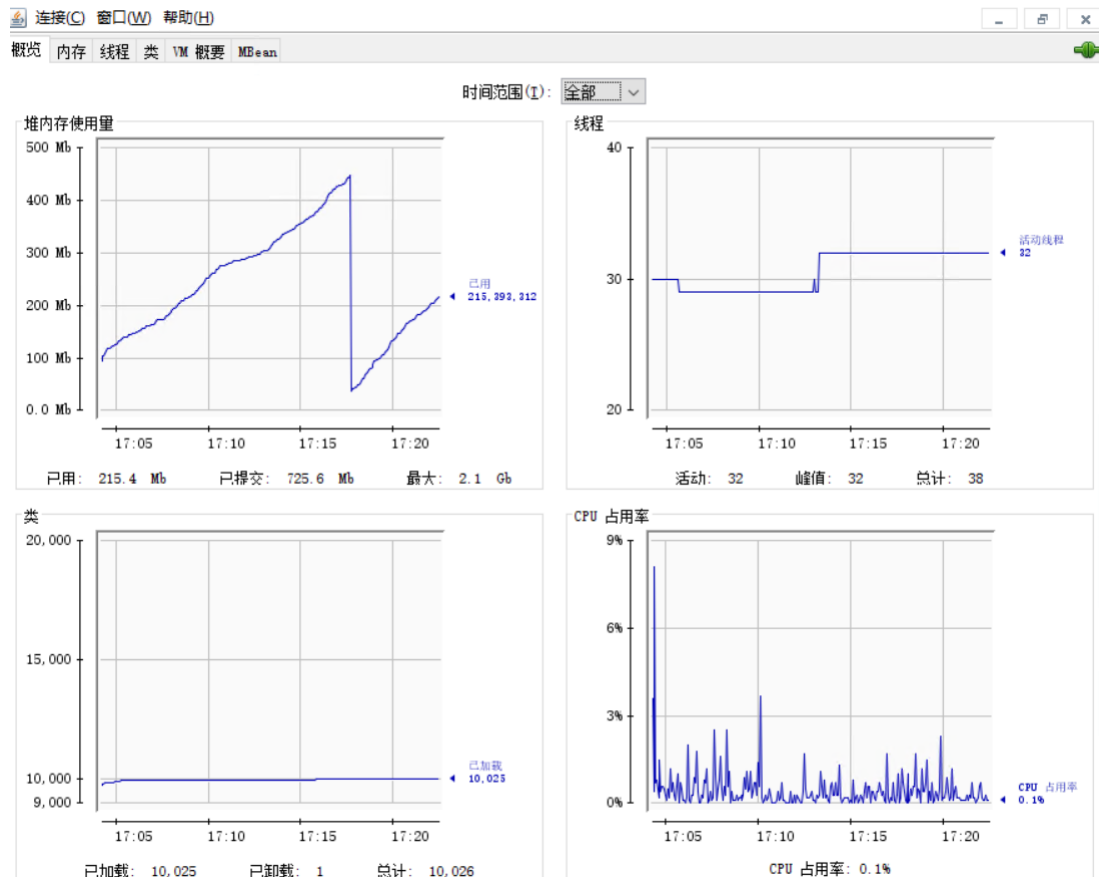 连接(C) 窗口(W) 帮助(H)
概览 内存 线程 类 VM 概要 MBean
时间范围(I): 全部
堆内存使用量
500 Mb
400 Mb
300 Mb
200 Mb
100 Mb
0.0 Mb
已用
215,393,312
17:05 17:10 17:15 17:20
已用: 215.4 Mb 已提交: 725.6 Mb 最大: 2.1 Gb
线程
40
30
20
活动线程
32
17:05 17:10 17:15 17:20
活动: 32 峰值: 32 总计: 38
类
20,000
15,000
10,000
9,000
已加载
10,025
17:05 17:10 17:15 17:20
已加载: 10,025 已卸载: 1 总计: 10,026
CPU 占用率
9%
6%
3%
0%
CPU 占用率
0.1%
17:05 17:10 17:15 17:20
CPU 占用率: 0.1%